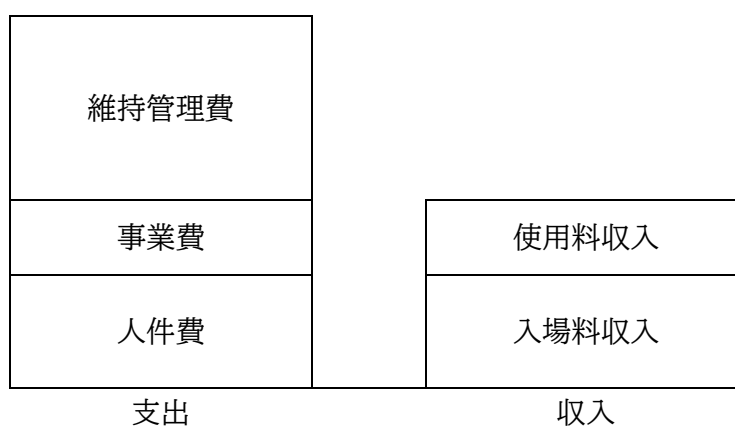 維持管理費
事業費
使用料収入
人件費
入場料収入
支出
収入